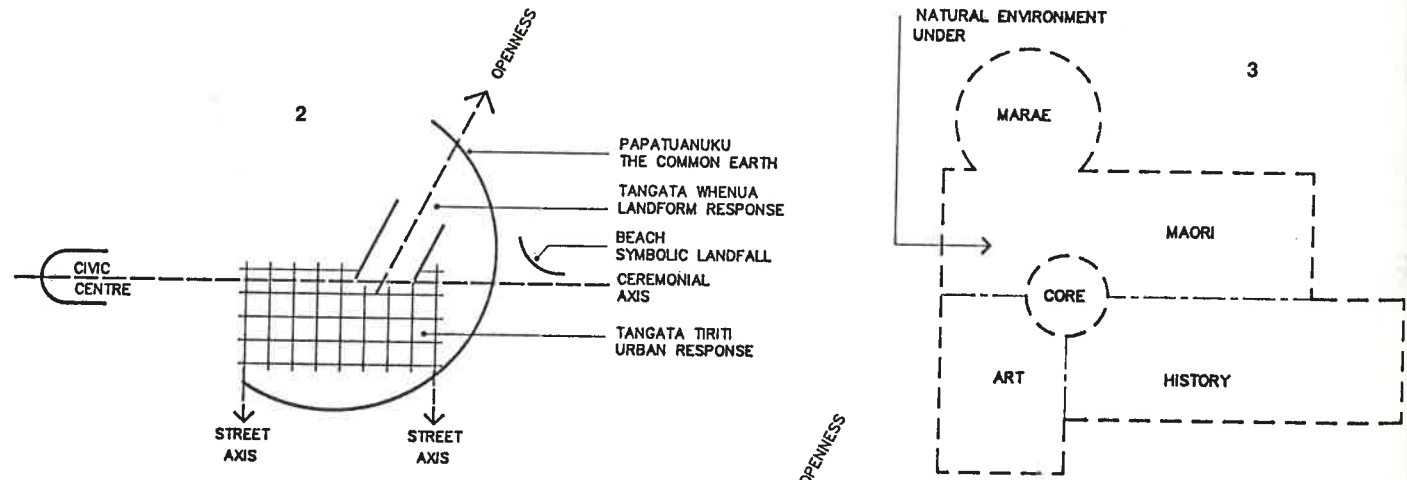 2
OPENNESS
PAPATUANUKU
THE COMMON EARTH
TANGATA WHENUA
LANDFORM RESPONSE
BEACH
SYMBOLIC LANDFALL
CEREMONIAL
AXIS
TANGATA TIRITI
URBAN RESPONSE
CIVIC
CENTRE
STREET
AXIS
STREET
AXIS
OPENNESS
NATURAL ENVIRONMENT
UNDER
3
MARAE
MAORI
CORE
ART
HISTORY